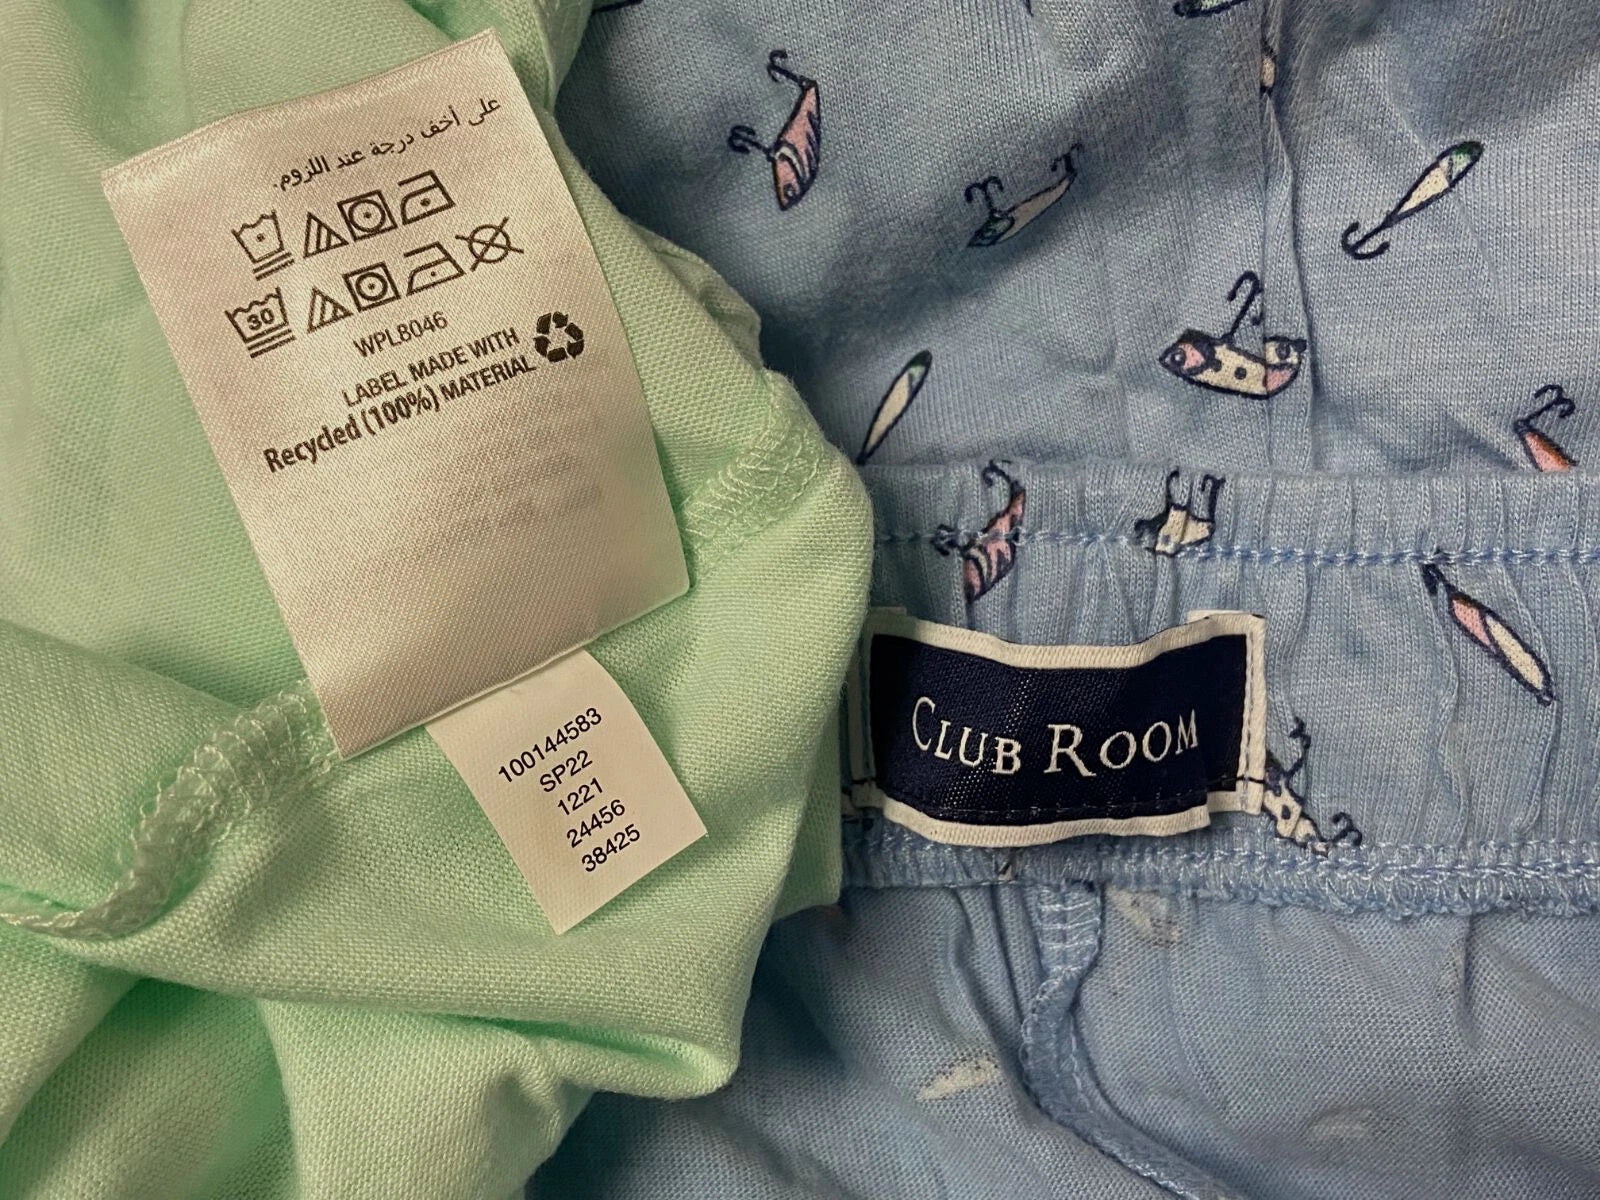 على أخف درجة عند اللزوم.
30
WPL8046
LABEL MADE WITH
Recycled (100%) MATERIAL
100144583
SP22
1221
24456
38425
CLUB ROOM